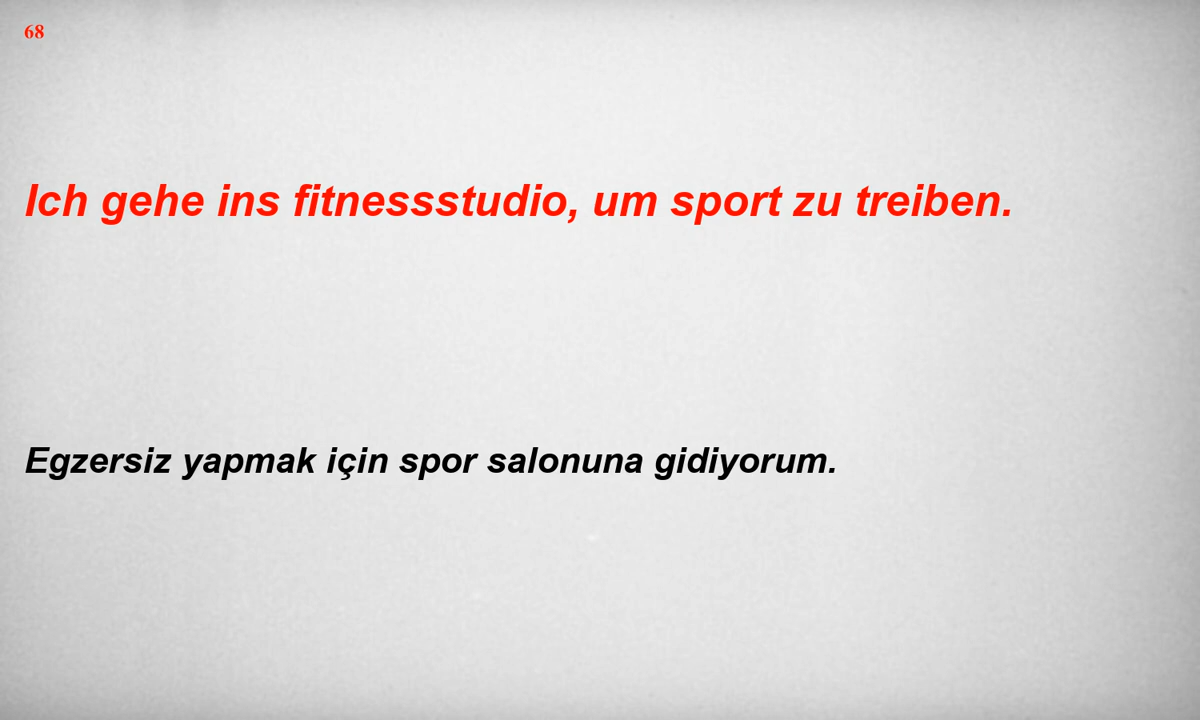 68
Ich gehe ins fitnessstudio, um sport zu treiben.
Egzersiz yapmak için spor salonuna gidiyorum.